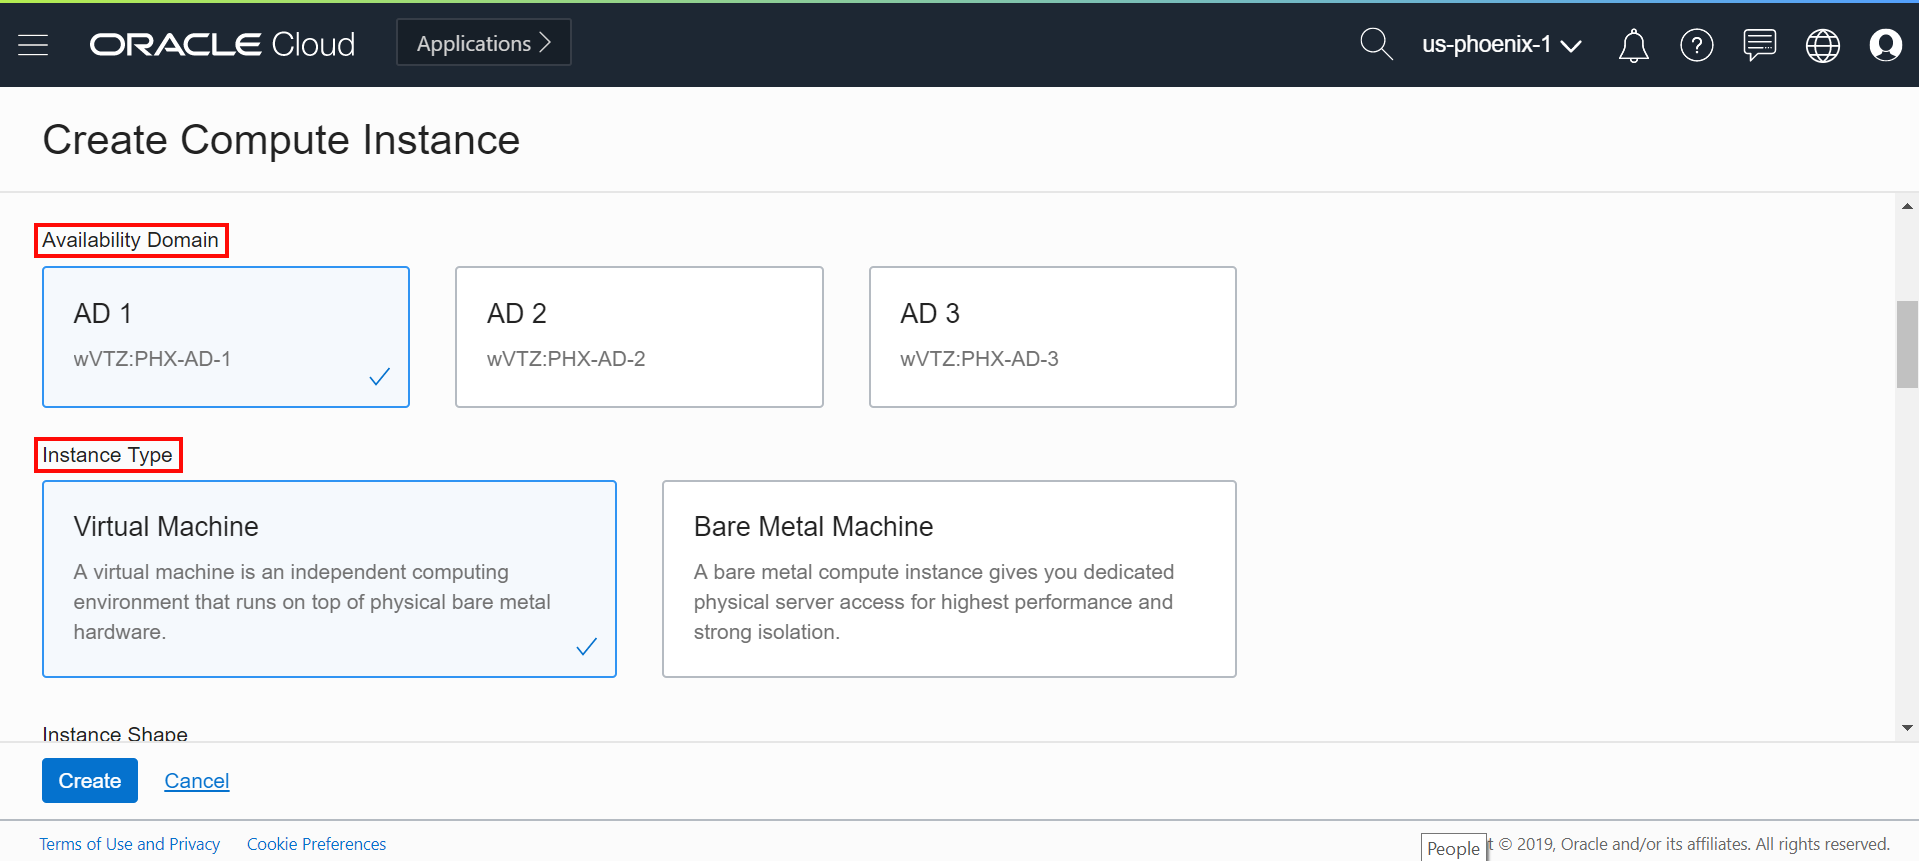 ORACLE Cloud Applications us-phoenix-1
Create Compute Instance
Availability Domain
AD 1
wVTZ:PHX-AD-1
AD 2
wVTZ:PHX-AD-2
AD 3
wVTZ:PHX-AD-3
Instance Type
Virtual Machine
A virtual machine is an independent computing
environment that runs on top of physical bare metal
hardware.
Bare Metal Machine
A bare metal compute instance gives you dedicated
physical server access for highest performance and
strong isolation.
Instance Shape
Create Cancel
Terms of Use and Privacy Cookie Preferences People t © 2019, Oracle and/or its affiliates. All rights reserved.